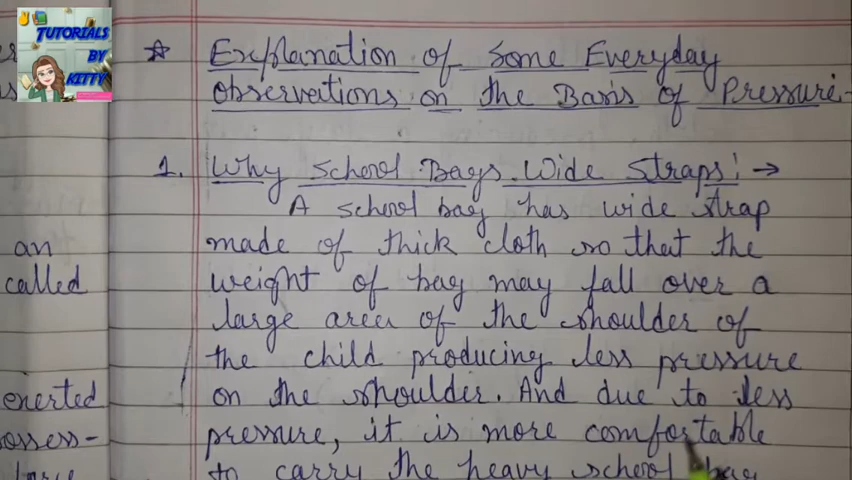 TUTORIALS
BY
KITTY
☆ Explanation of Some Everyday
Observations on the Basis of Pressure:-
1. Why School Bags Wide Straps:→
A school bag has wide strap
made of thick cloth so that the
weight of bag may fall over a
large area of the shoulder of
the child producing less pressure
on the shoulder. And due to less
pressure, it is more comfortable
to carry the heavy school bag
an
called
exerted
ossess-